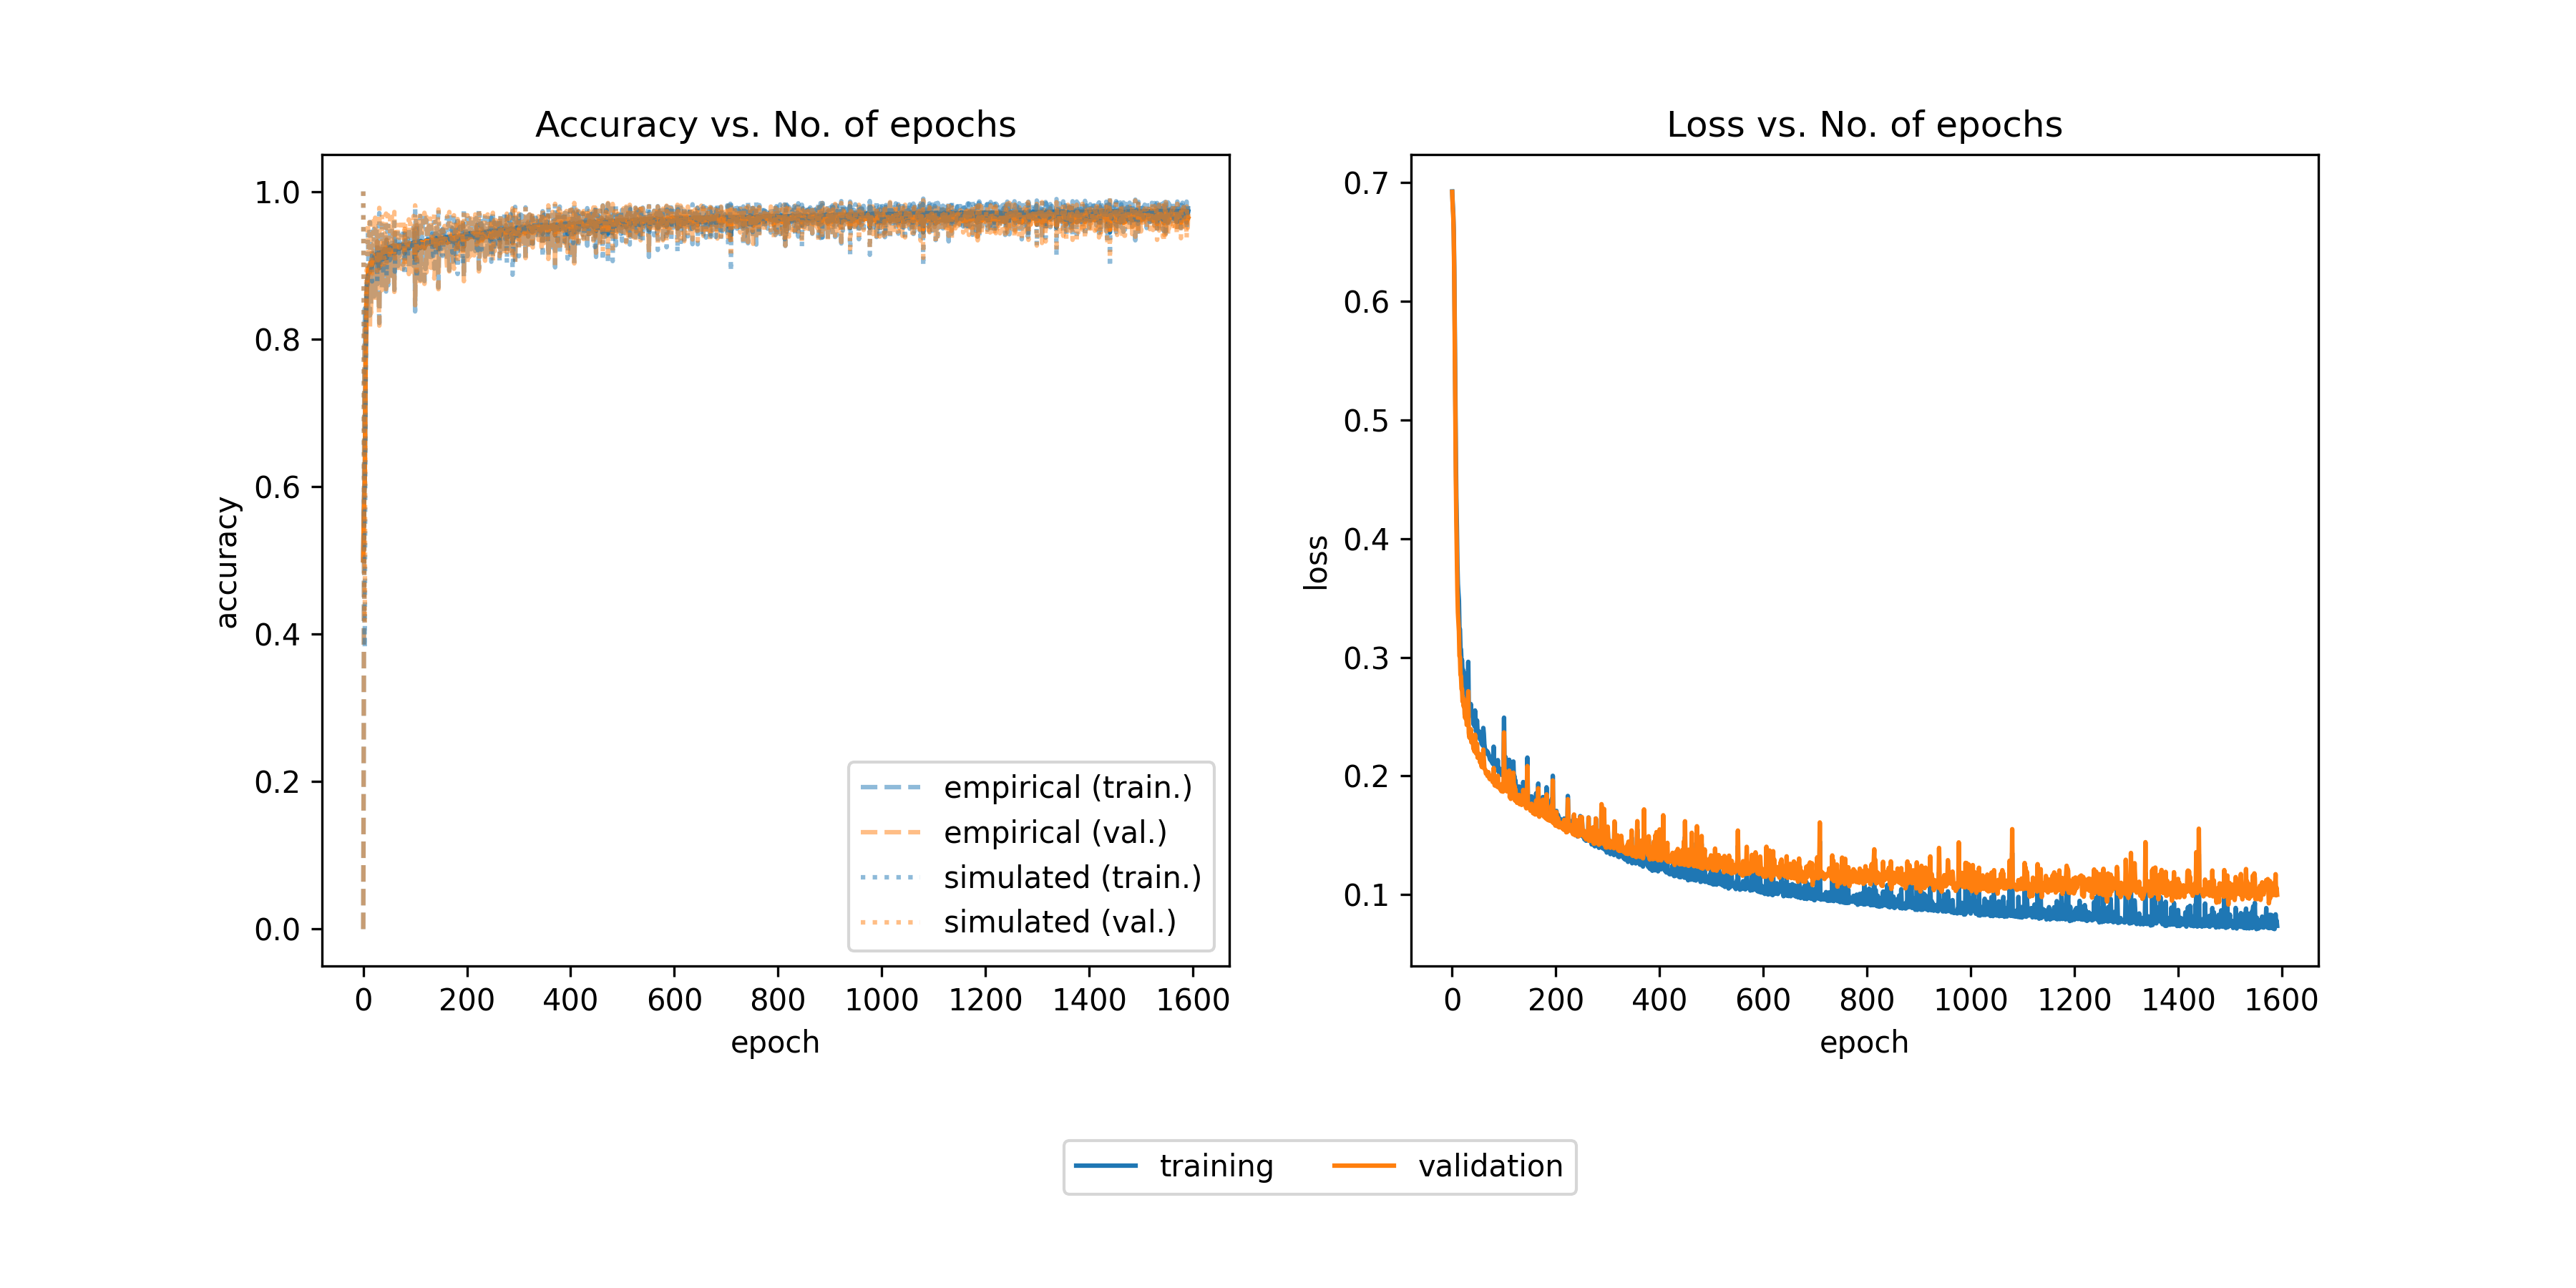 Accuracy vs. No. of epochs
1.0
0.8
0.6
0.4
0.2
0.0
accuracy
0 200 400 600 800 1000 1200 1400 1600
epoch
empirical (train.)
empirical (val.)
simulated (train.)
simulated (val.)
Loss vs. No. of epochs
0.7
0.6
0.5
0.4
0.3
0.2
0.1
loss
0 200 400 600 800 1000 1200 1400 1600
epoch
training validation